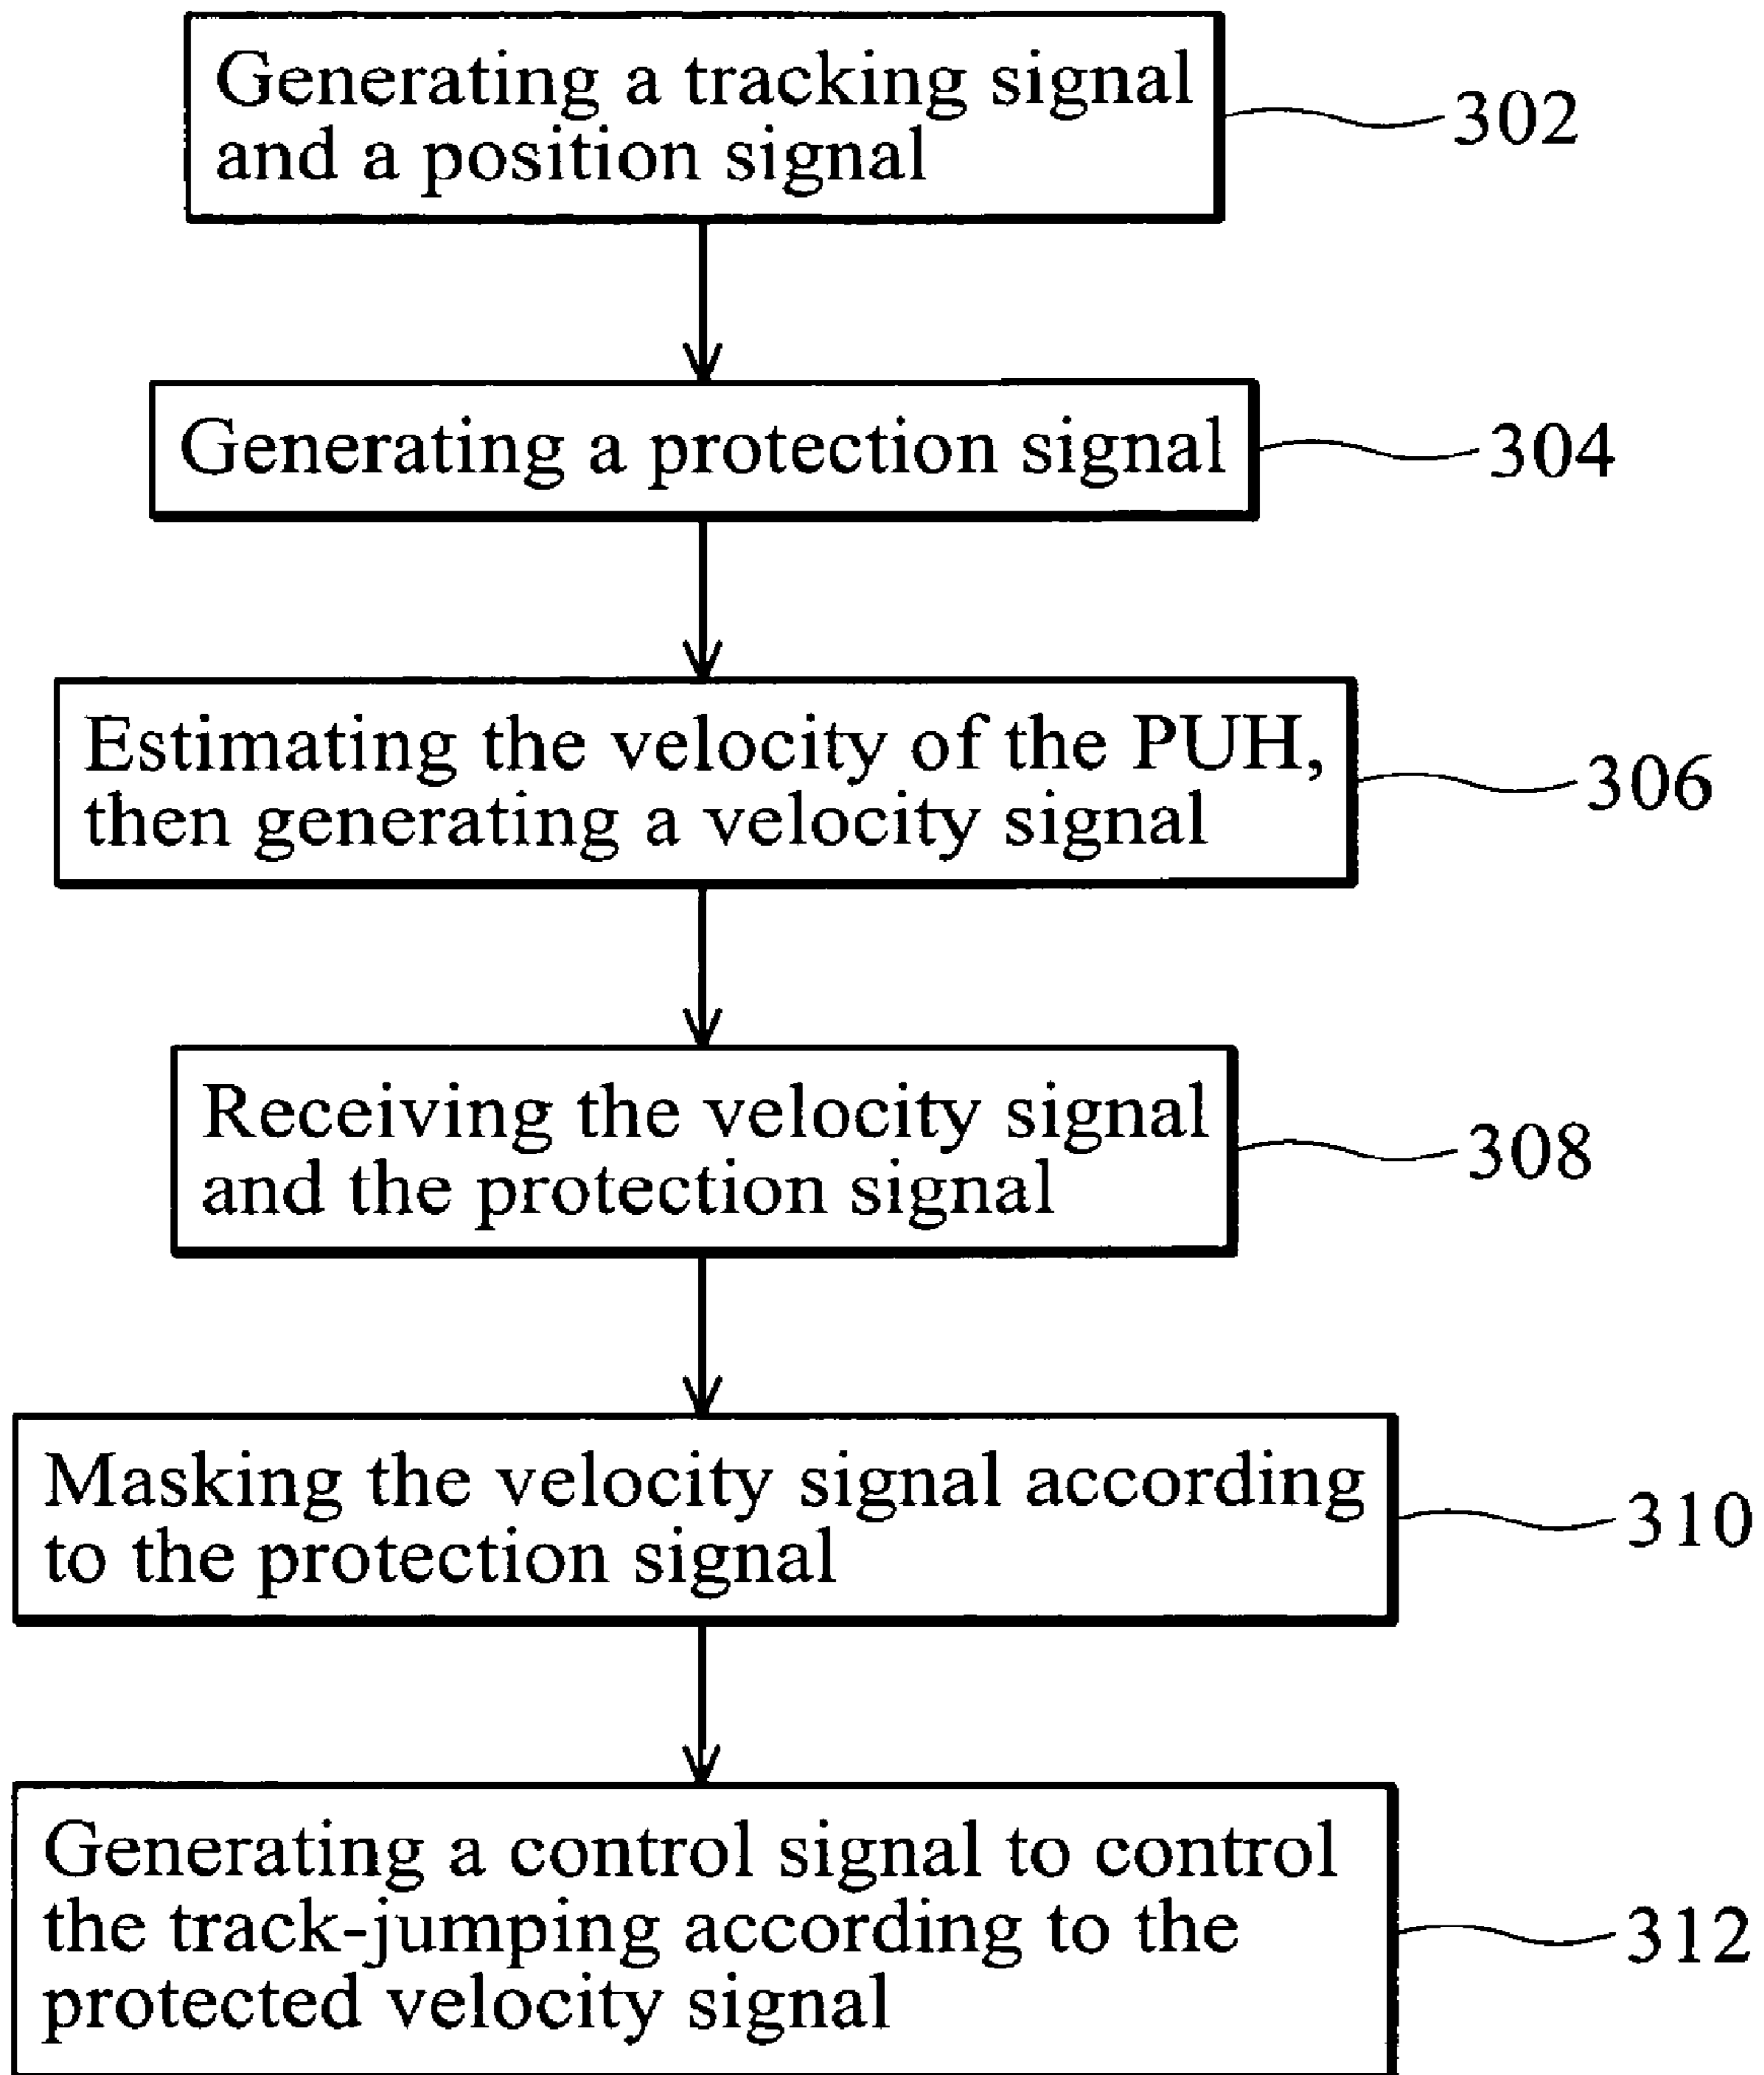 Generating a tracking signal
and a position signal
302
Generating a protection signal
304
Estimating the velocity of the PUH,
then generating a velocity signal
306
Receiving the velocity signal
and the protection signal
308
Masking the velocity signal according
to the protection signal
310
Generating a control signal to control
the track-jumping according to the
protected velocity signal
312